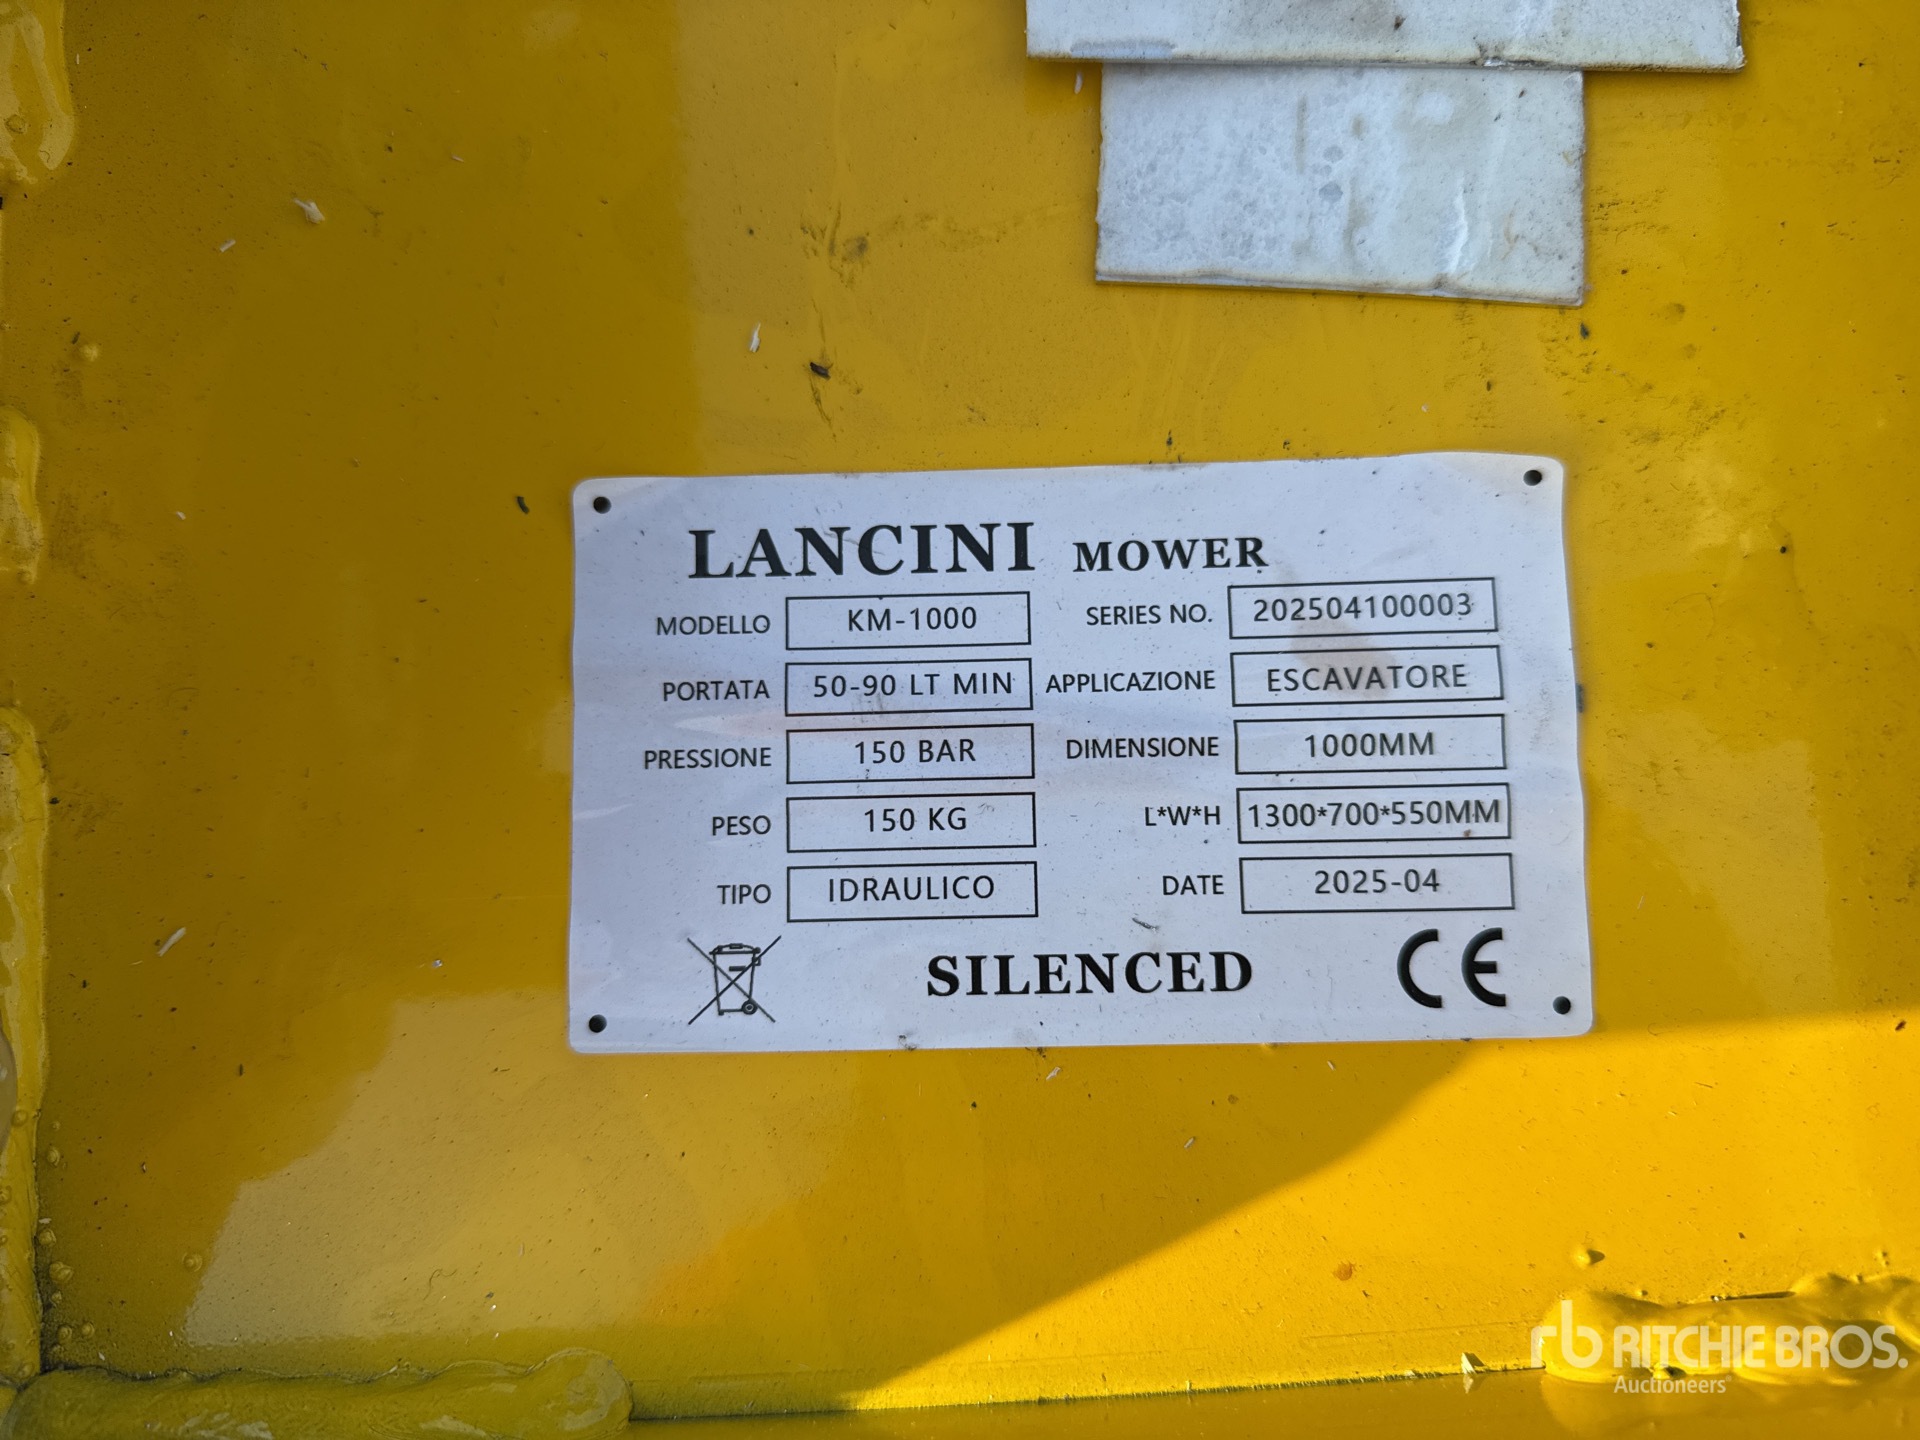 LANCINI MOWER
MODELLO KM-1000 SERIES NO. 202504100003
PORTATA 50-90 LT MIN APPLICAZIONE ESCAVATORE
PRESSIONE 150 BAR DIMENSIONE 1000MM
PESO 150 KG L*W*H 1300*700*550MM
TIPO IDRAULICO DATE 2025-04
SILENCED CE
rb RITCHIE BROS.
Auctioneers